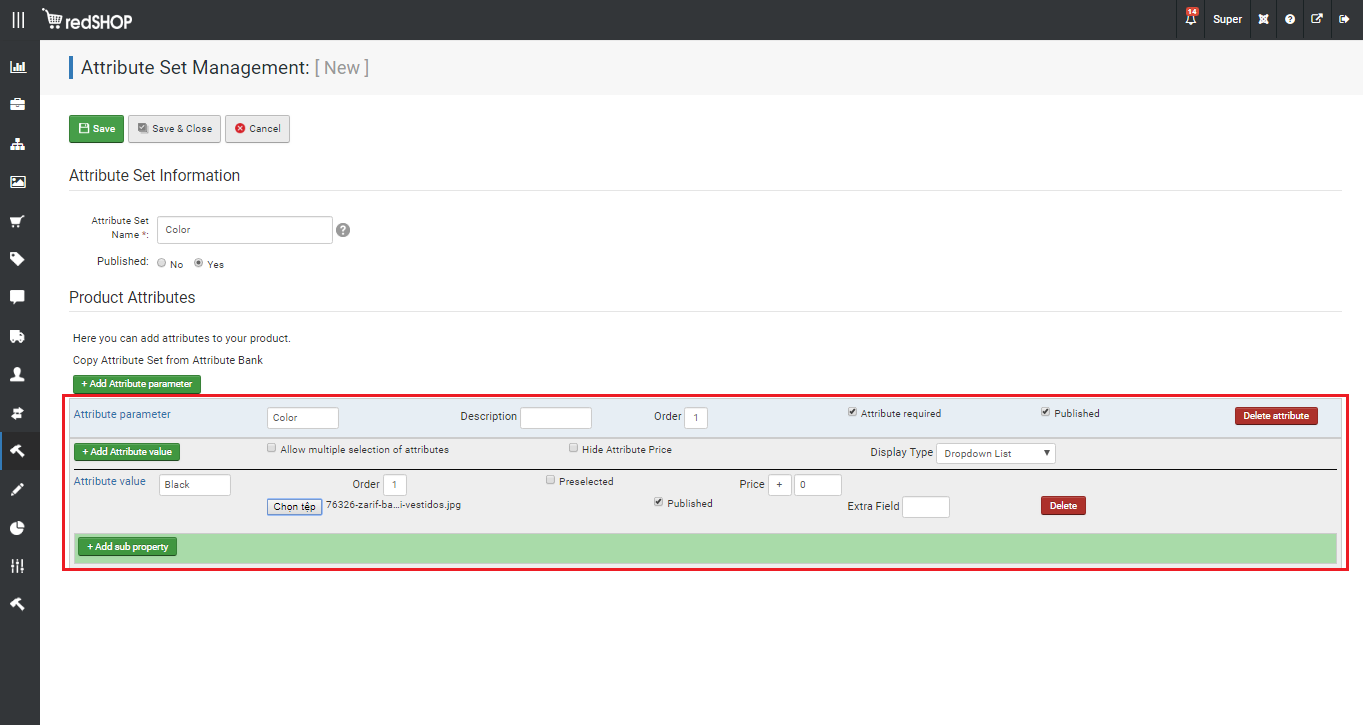 redSHOP
14
Super
Attribute Set Management: [ New ]
Save
Save & Close
Cancel
Attribute Set Information
Attribute Set
Name *:
Color
Published:
No
Yes
Product Attributes
Here you can add attributes to your product.
Copy Attribute Set from Attribute Bank
+ Add Attribute parameter
Attribute parameter
Color
Description
Order
1
Attribute required
Published
Delete attribute
+ Add Attribute value
Allow multiple selection of attributes
Hide Attribute Price
Display Type
Dropdown List
Attribute value
Black
Order
1
Preselected
Price
+
0
Chọn tệp
76326-zarif-ba...i-vestidos.jpg
Published
Extra Field
Delete
+ Add sub property